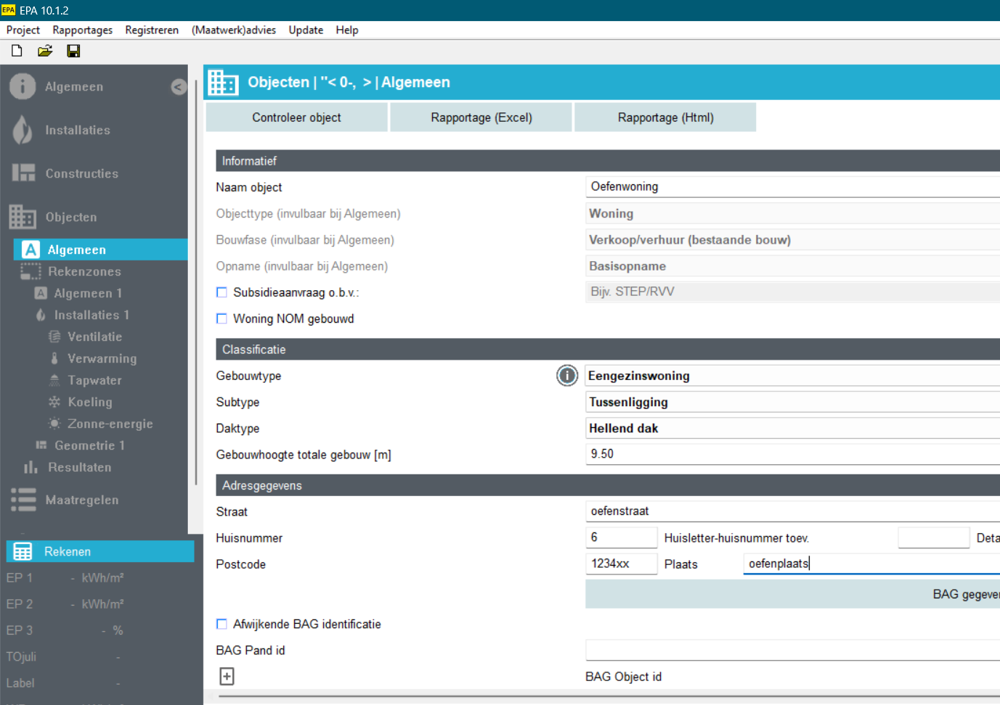 EPA EPA 10.1.2
Project Rapportages Registreren (Maatwerk)advies Update Help
Algemeen <
Installaties
Constructies
Objecten
A Algemeen
Rekenzones
A Algemeen 1
Installaties 1
Ventilatie
Verwarming
Tapwater
Koeling
Zonne-energie
Geometrie 1
Resultaten
Maatregelen
Rekenen
EP 1 - kWh/m²
EP 2 - kWh/m²
EP 3 - %
TOjuli -
Label -
Objecten | "< 0-, > | Algemeen
Controleer object Rapportage (Excel) Rapportage (Html)
Informatief
Naam object Oefenwoning
Objecttype (invulbaar bij Algemeen) Woning
Bouwfase (invulbaar bij Algemeen) Verkoop/verhuur (bestaande bouw)
Opname (invulbaar bij Algemeen) Basisopname
Subsidieaanvraag o.b.v.: Bijv. STEP/RVV
Woning NOM gebouwd
Classificatie
Gebouwtype i Eengezinswoning
Subtype Tussenligging
Daktype Hellend dak
Gebouwhoogte totale gebouw [m] 9.50
Adresgegevens
Straat oefenstraat
Huisnummer 6 Huisletter-huisnummer toev. Deta
Postcode 1234xx Plaats oefenplaats
BAG gegeve
Afwijkende BAG identificatie
BAG Pand id
+ BAG Object id